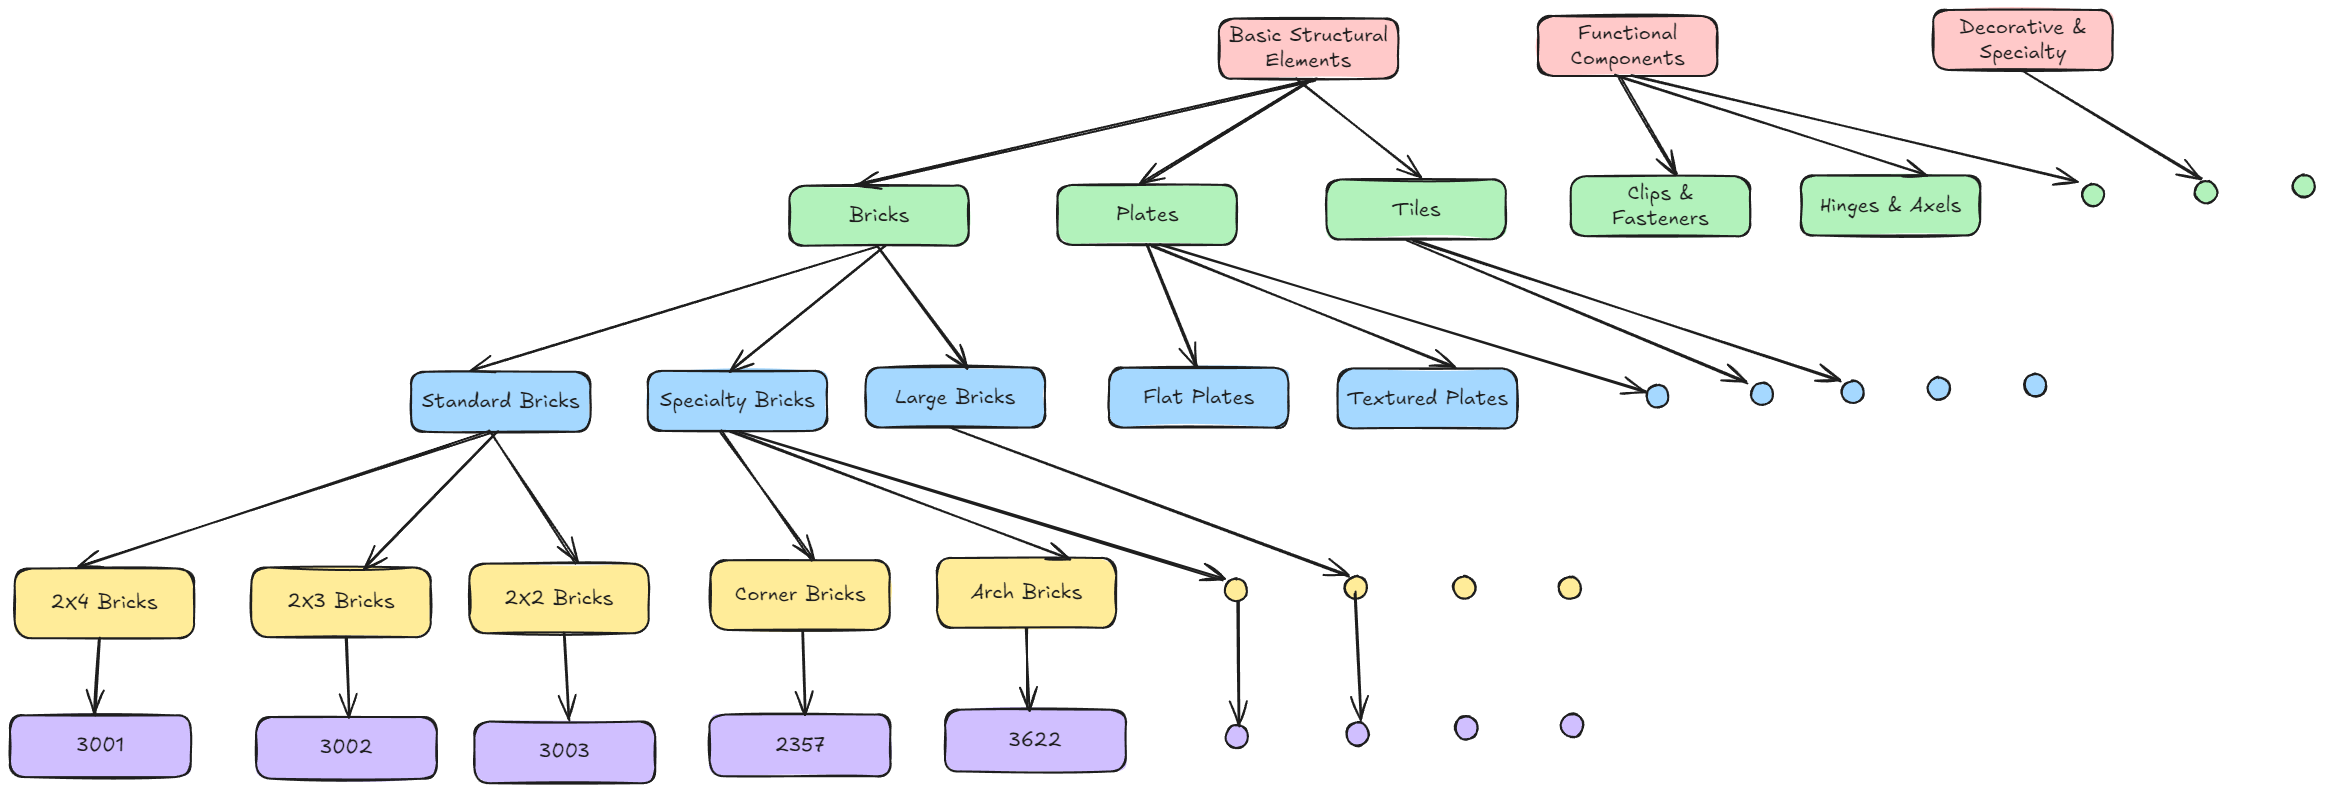 Basic Structural
Elements
Functional
Components
Decorative &
Specialty
Bricks
Plates
Tiles
Clips &
Fasteners
Hinges & Axels
Standard Bricks
Specialty Bricks
Large Bricks
Flat Plates
Textured Plates
2x4 Bricks
2x3 Bricks
2x2 Bricks
Corner Bricks
Arch Bricks
3001
3002
3003
2357
3622